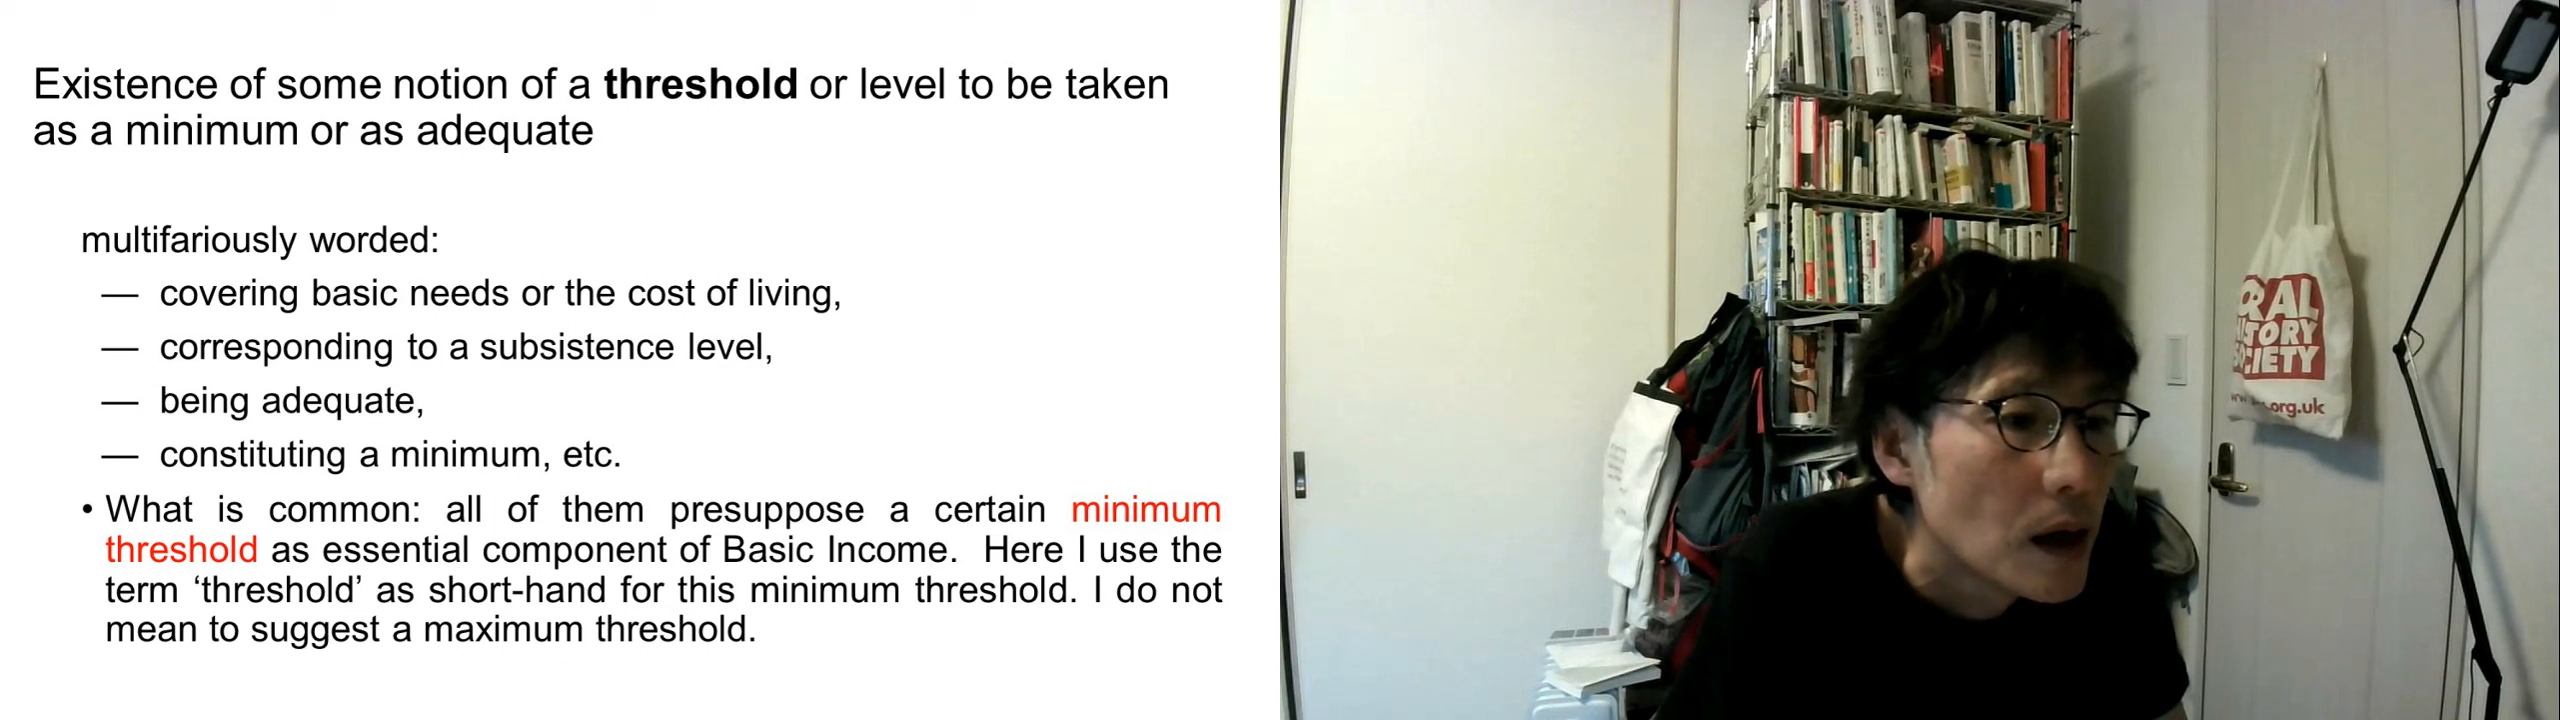 Existence of some notion of a threshold or level to be taken
as a minimum or as adequate
multifariously worded:
— covering basic needs or the cost of living,
— corresponding to a subsistence level,
— being adequate,
— constituting a minimum, etc.
• What is common: all of them presuppose a certain minimum
threshold as essential component of Basic Income. Here I use the
term ‘threshold’ as short-hand for this minimum threshold. I do not
mean to suggest a maximum threshold.
ORAL
HISTORY
SOCIETY
.org.uk